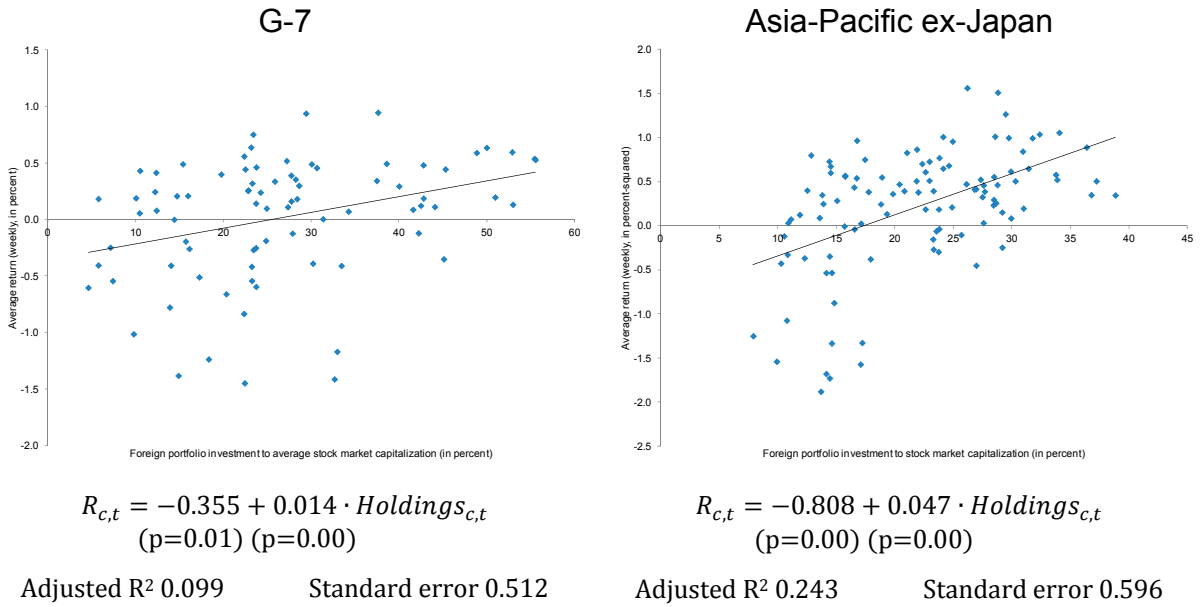 G-7
1.5
1.0
0.5
0.0
-0.5
-1.0
-1.5
-2.0
0 10 20 30 40 50 60
Average return (weekly, in percent)
Foreign portfolio investment to average stock market capitalization (in percent)
R_{c,t} = −0.355 + 0.014 · Holdings_{c,t}
(p=0.01) (p=0.00)
Adjusted R² 0.099 Standard error 0.512
Asia-Pacific ex-Japan
2.0
1.5
1.0
0.5
0.0
-0.5
-1.0
-1.5
-2.0
-2.5
0 5 10 15 20 25 30 35 40 45
Average return (weekly, in percent-squared)
Foreign portfolio investment to stock market capitalization (in percent)
R_{c,t} = −0.808 + 0.047 · Holdings_{c,t}
(p=0.00) (p=0.00)
Adjusted R² 0.243 Standard error 0.596